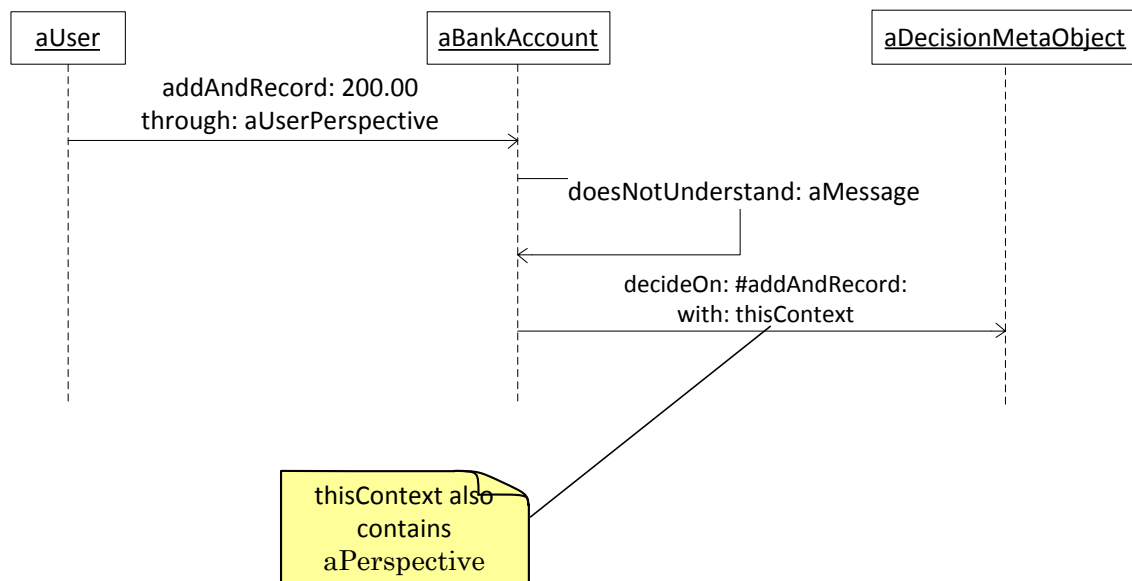 aUser
aBankAccount
aDecisionMetaObject
addAndRecord: 200.00
through: aUserPerspective
doesNotUnderstand: aMessage
decideOn: #addAndRecord:
with: thisContext
thisContext also
contains
aPerspective